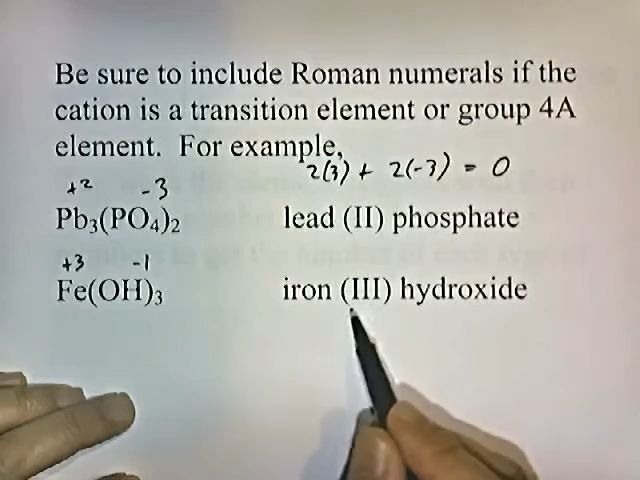 Be sure to include Roman numerals if the
cation is a transition element or group 4A
element. For example,
2(3) + 2(-3) = 0
+2 -3
Pb₃(PO₄)₂ lead (II) phosphate
+3 -1
Fe(OH)₃ iron (III) hydroxide